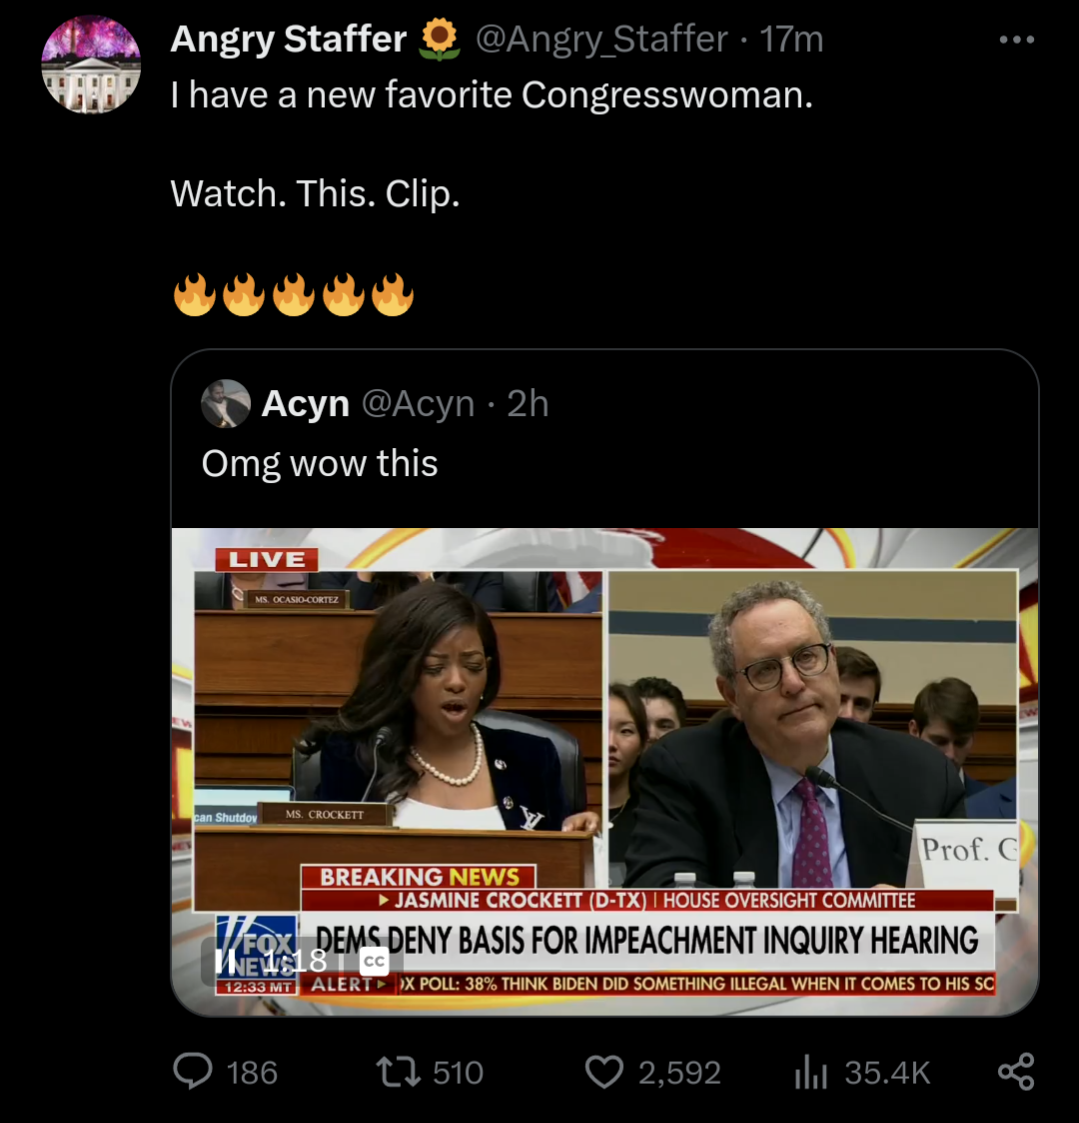 Angry Staffer 🌻 @Angry_Staffer · 17m
I have a new favorite Congresswoman.
Watch. This. Clip.
🔥🔥🔥🔥🔥
Acyn @Acyn · 2h
Omg wow this
LIVE
MS. OCASIO-CORTEZ
can Shutdow
MS. CROCKETT
Prof. G
BREAKING NEWS
JASMINE CROCKETT (D-TX) | HOUSE OVERSIGHT COMMITTEE
FOX NEWS
DEMS DENY BASIS FOR IMPEACHMENT INQUIRY HEARING
1:18 CC
12:33 MT
ALERT
OX POLL: 38% THINK BIDEN DID SOMETHING ILLEGAL WHEN IT COMES TO HIS SO
186 510 2,592 35.4K